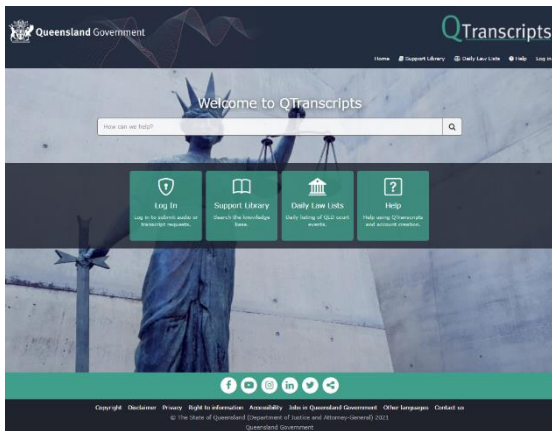 Queensland Government
QTranscripts
Home Support Library Daily Law Lists Help Log in
Welcome to QTranscripts
How can we help?
Log In
Log in to submit audio or
transcript requests.
Support Library
Search the knowledge
base.
Daily Law Lists
Daily listing of QLD court
events.
Help
Help using QTranscripts
and account creation.
Copyright Disclaimer Privacy Right to information Accessibility Jobs in Queensland Government Other languages Contact us
© The State of Queensland (Department of Justice and Attorney-General) 2021
Queensland Government